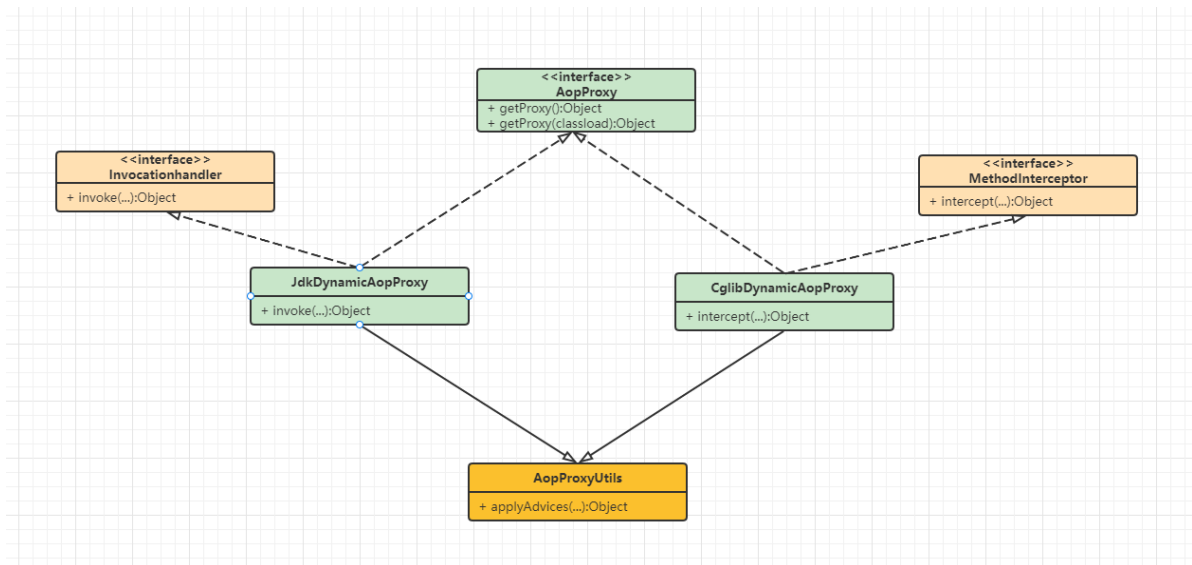 <<interface>>
AopProxy
+ getProxy():Object
+ getProxy(classload):Object
<<interface>>
Invocationhandler
+ invoke(...):Object
<<interface>>
MethodInterceptor
+ intercept(...):Object
JdkDynamicAopProxy
+ invoke(...):Object
CglibDynamicAopProxy
+ intercept(...):Object
AopProxyUtils
+ applyAdvices(...):Object